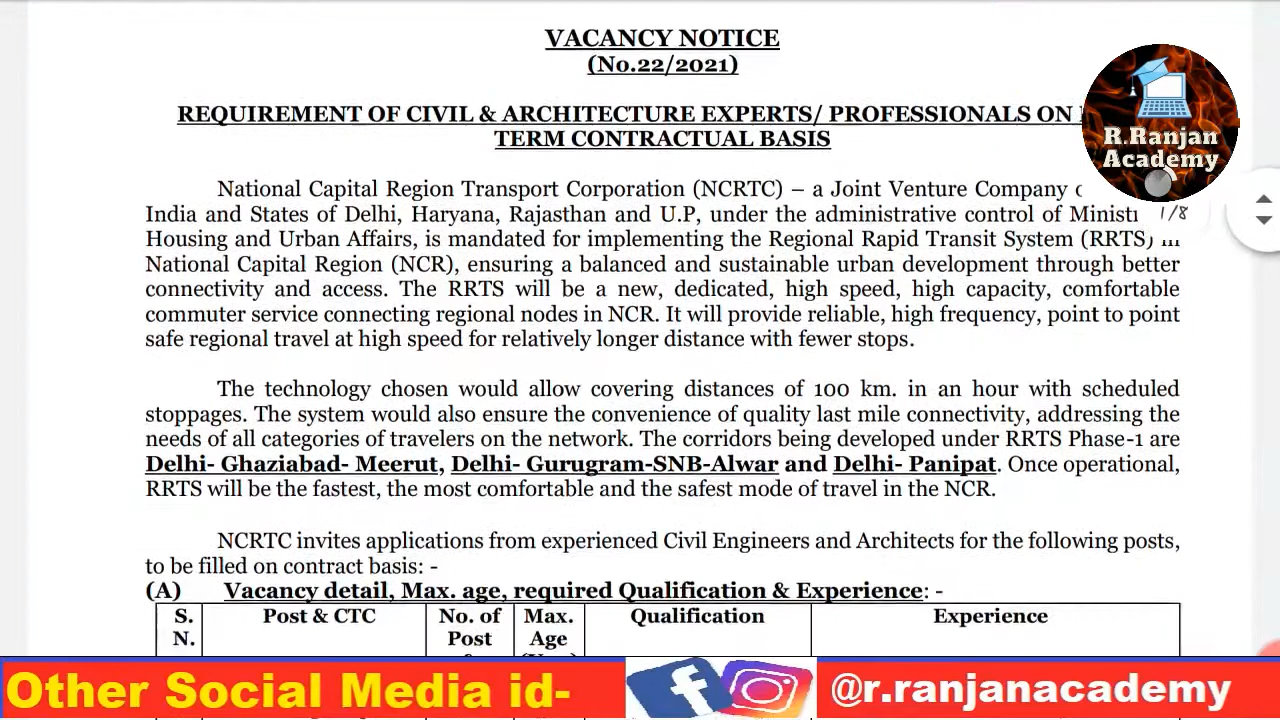 VACANCY NOTICE
(No.22/2021)
REQUIREMENT OF CIVIL & ARCHITECTURE EXPERTS/ PROFESSIONALS ON
TERM CONTRACTUAL BASIS
R.Ranjan
Academy
National Capital Region Transport Corporation (NCRTC) – a Joint Venture Company
India and States of Delhi, Haryana, Rajasthan and U.P, under the administrative control of
1/8
Housing and Urban Affairs, is mandated for implementing the Regional Rapid Transit System (RRTS) in
National Capital Region (NCR), ensuring a balanced and sustainable urban development through better
connectivity and access. The RRTS will be a new, dedicated, high speed, high capacity, comfortable
commuter service connecting regional nodes in NCR. It will provide reliable, high frequency, point to point
safe regional travel at high speed for relatively longer distance with fewer stops.
The technology chosen would allow covering distances of 100 km. in an hour with scheduled
stoppages. The system would also ensure the convenience of quality last mile connectivity, addressing the
needs of all categories of travelers on the network. The corridors being developed under RRTS Phase-1 are
Delhi- Ghaziabad- Meerut, Delhi- Gurugram-SNB-Alwar and Delhi- Panipat. Once operational,
RRTS will be the fastest, the most comfortable and the safest mode of travel in the NCR.
NCRTC invites applications from experienced Civil Engineers and Architects for the following posts,
to be filled on contract basis: -
(A) Vacancy detail, Max. age, required Qualification & Experience: -
S. Post & CTC No. of Max. Qualification Experience
N. Post Age
Other Social Media id- @r.ranjanacademy